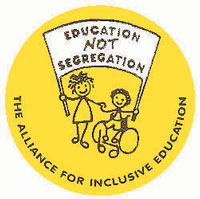 EDUCATION
NOT
SEGREGATION
THE ALLIANCE FOR INCLUSIVE EDUCATION